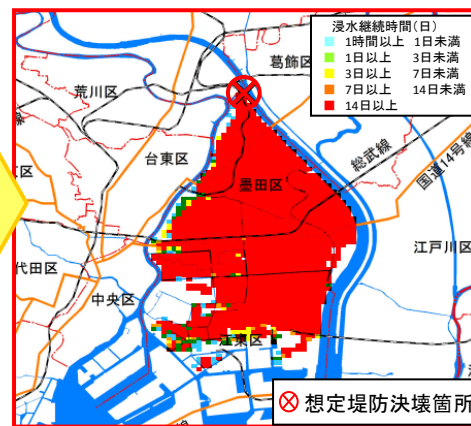 浸水継続時間(日)
1時間以上 1日未満
1日以上 3日未満
3日以上 7日未満
7日以上 14日未満
14日以上
葛飾区
荒川区
台東区
墨田区
総武線
国道14号線
江戸川区
代田区
中央区
江東区
想定堤防決壊箇所